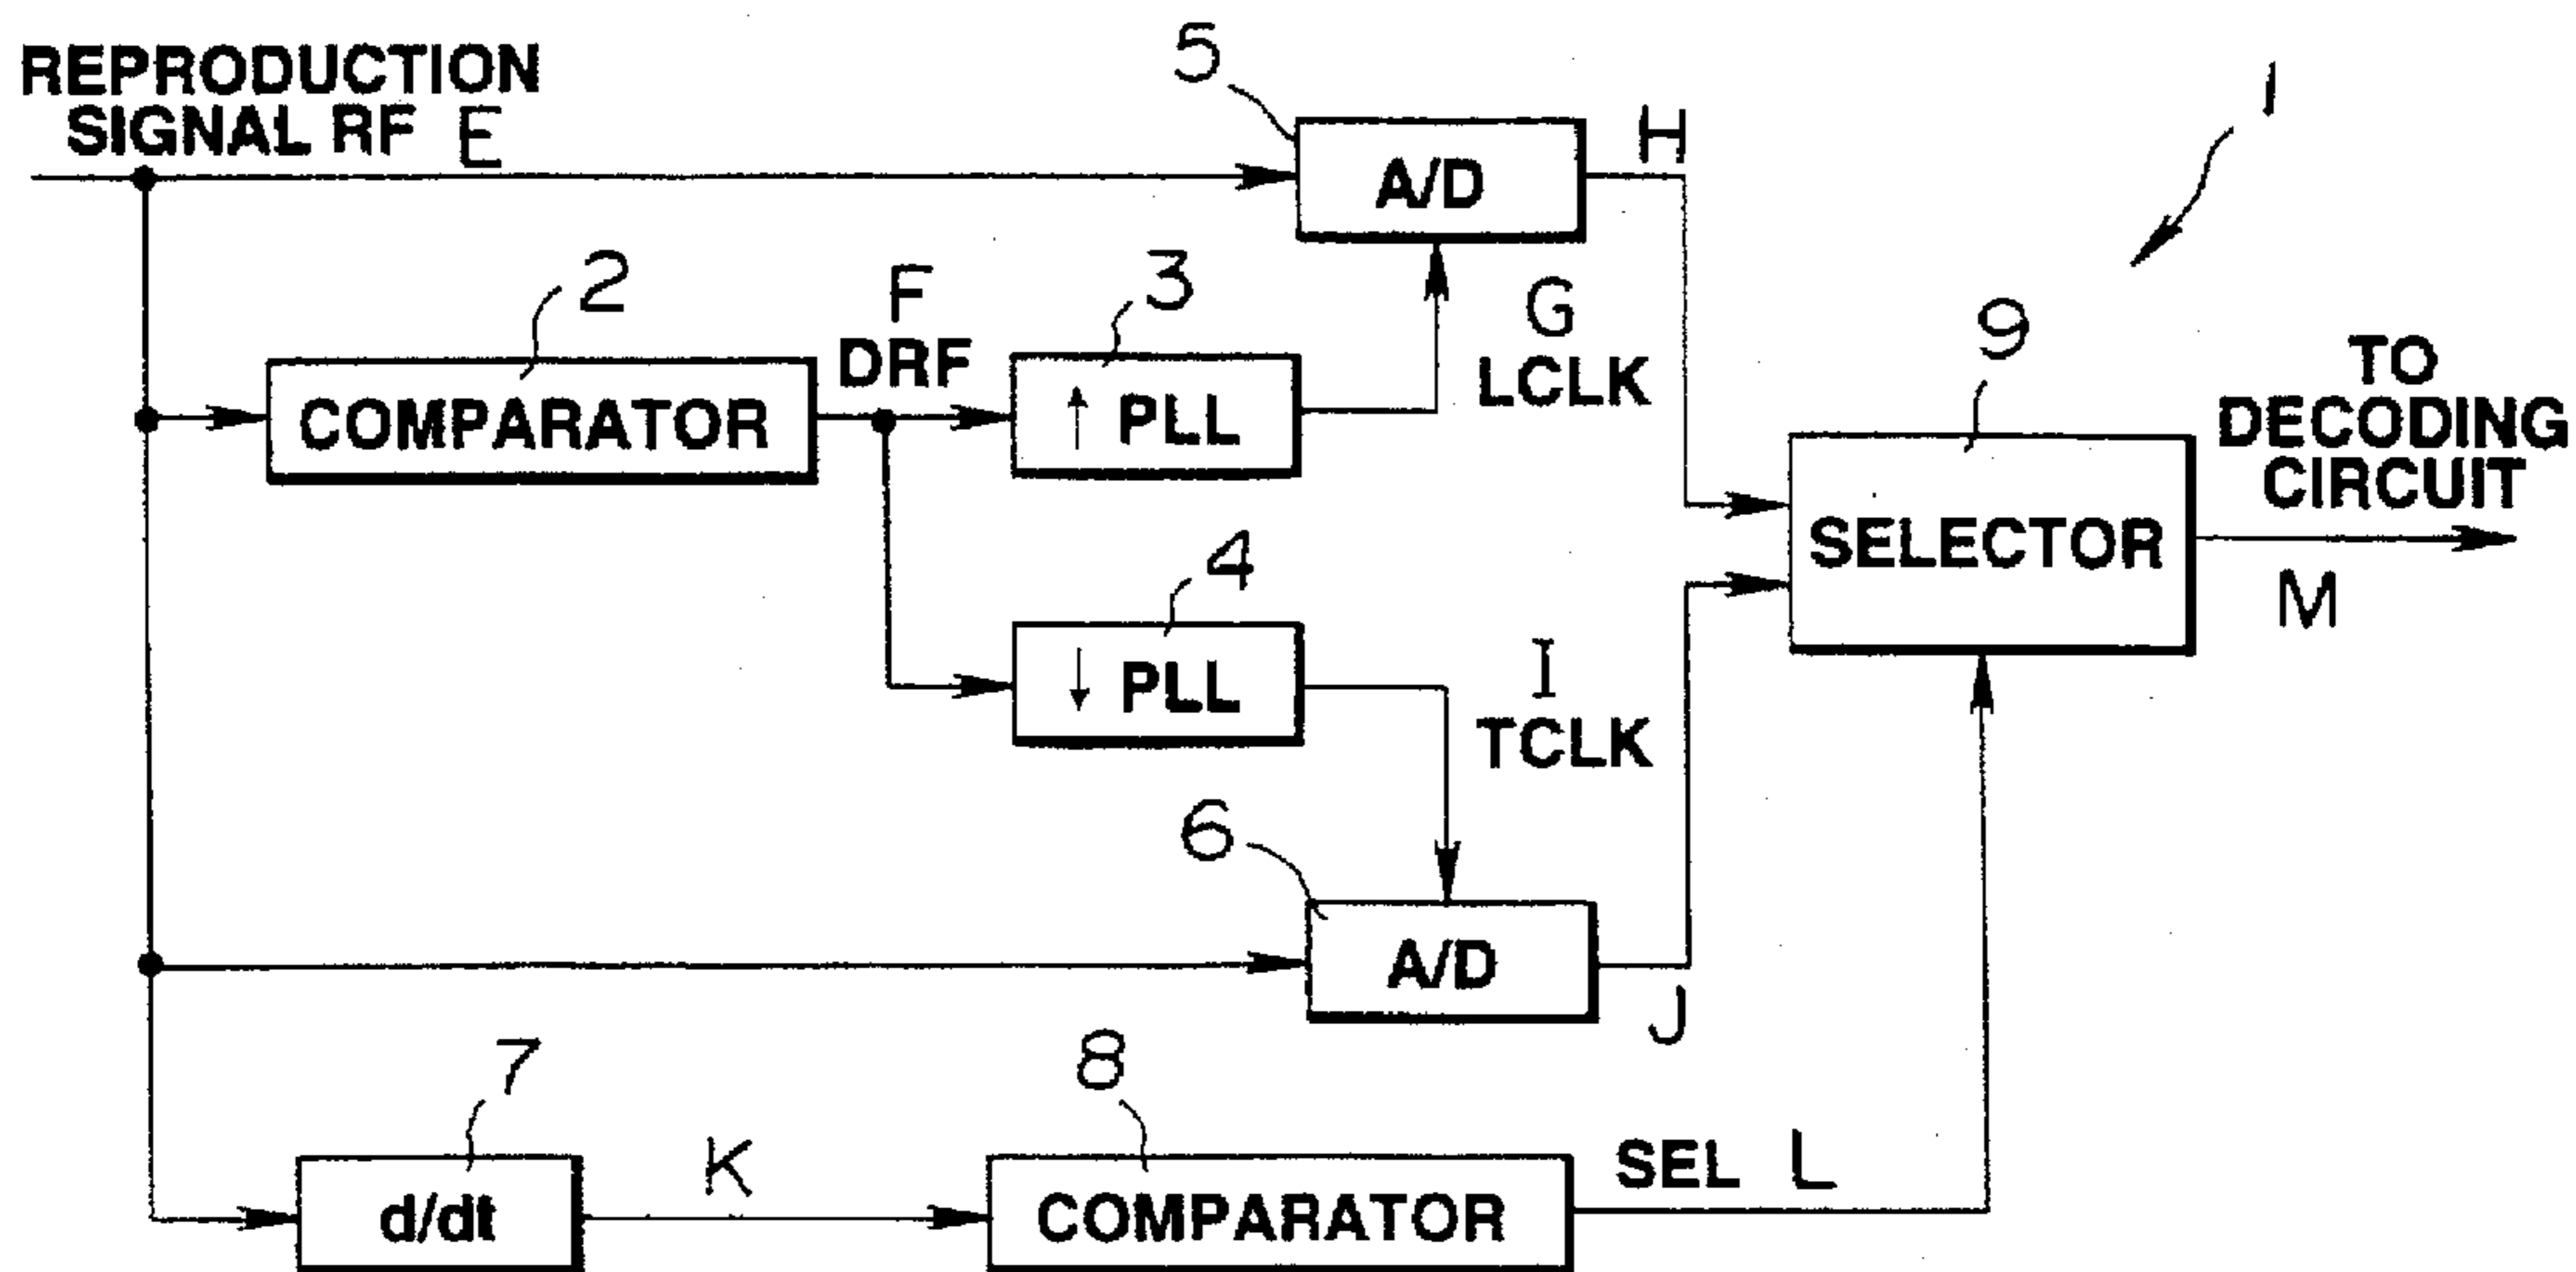 5
REPRODUCTION
SIGNAL RF E
1
H
A/D
2
F
3
G
9
DRF
LCLK
TO
DECODING
CIRCUIT
COMPARATOR
↑ PLL
SELECTOR
4
M
I
↓ PLL
TCLK
6
A/D
J
7
8
K
SEL L
d/dt
COMPARATOR